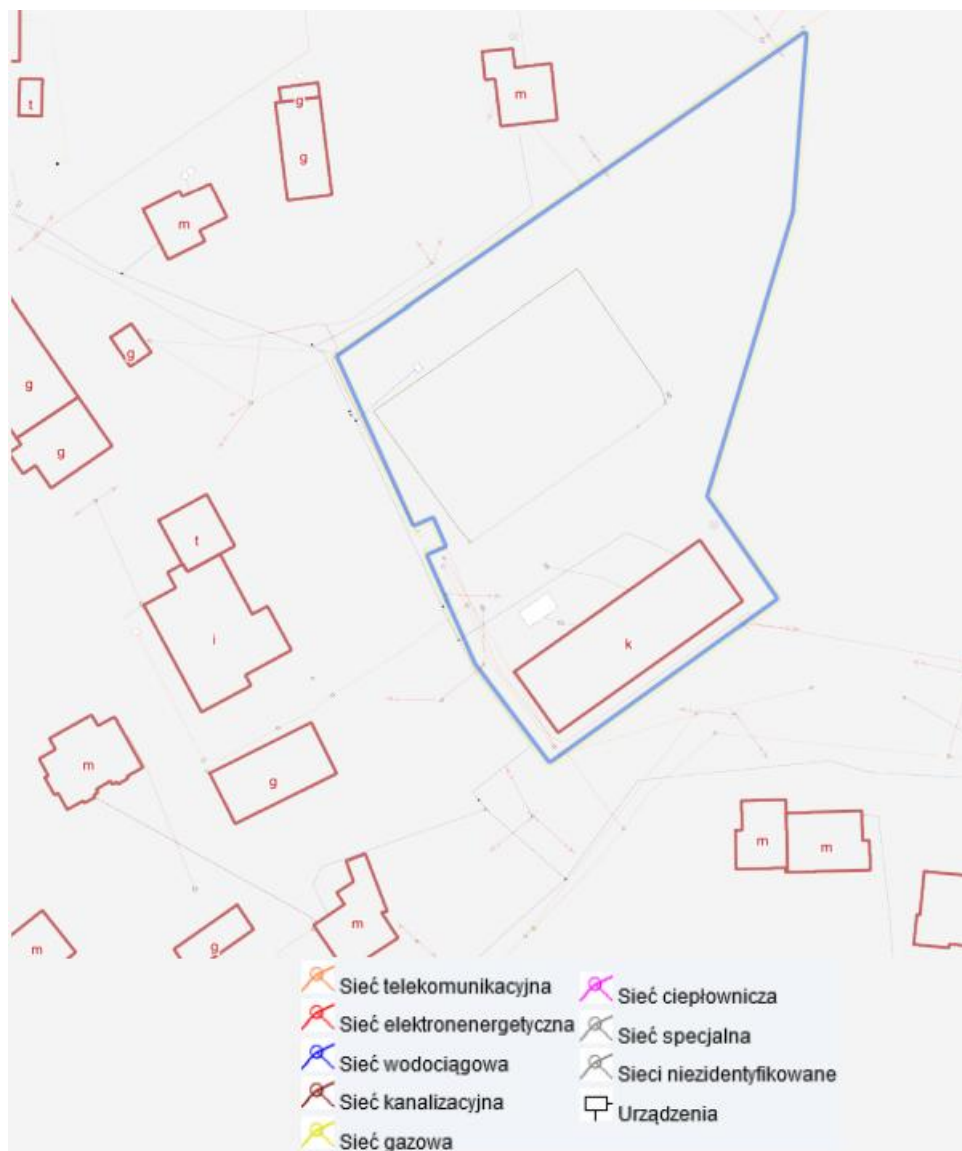 m
g
t
g
m
g
g
g
t
i
k
m
g
m
m
m
g
m
Sieć telekomunikacyjna
Sieć elektronenergetyczna
Sieć wodociągowa
Sieć kanalizacyjna
Sieć gazowa
Sieć ciepłownicza
Sieć specjalna
Sieci niezidentyfikowane
Urządzenia